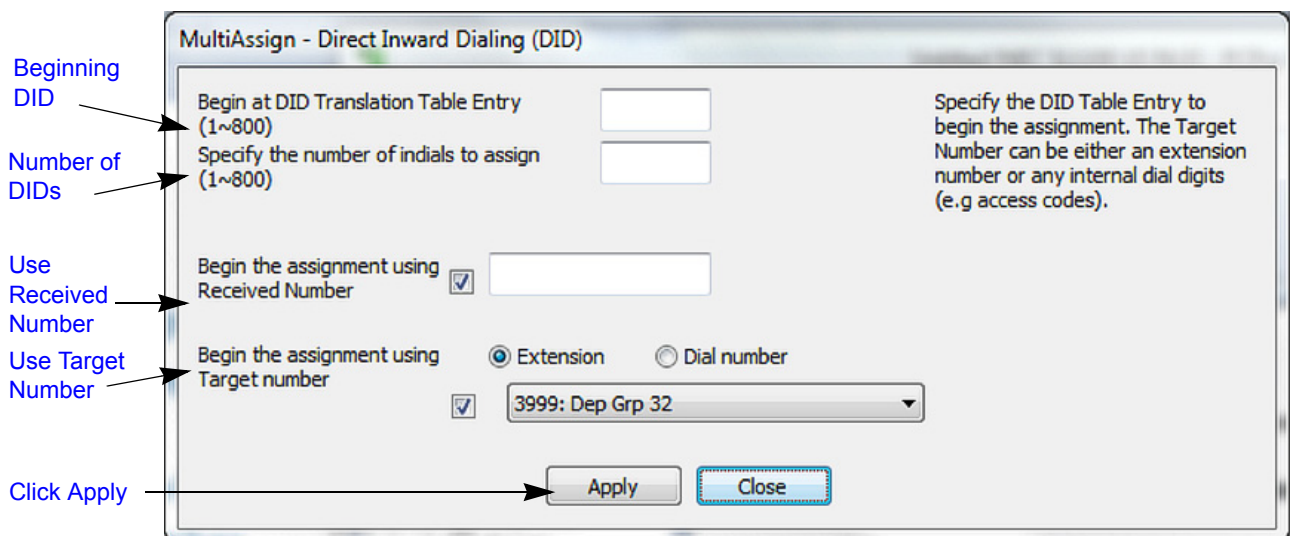 MultiAssign - Direct Inward Dialing (DID)
Beginning
DID
Begin at DID Translation Table Entry
(1~800)
Specify the DID Table Entry to
begin the assignment. The Target
Number can be either an extension
number or any internal dial digits
(e.g access codes).
Number of
DIDs
Specify the number of indials to assign
(1~800)
Use
Received
Number
Begin the assignment using
Received Number
Use Target
Number
Begin the assignment using
Target number
Extension
Dial number
3999: Dep Grp 32
Click Apply
Apply
Close